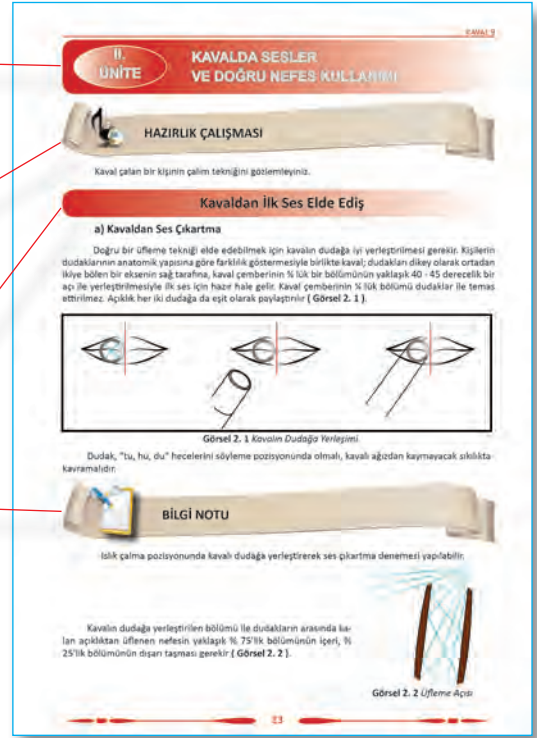 KAVAL 9
II.
ÜNİTE
KAVALDA SESLER
VE DOĞRU NEFES KULLANIMI
HAZIRLIK ÇALIŞMASI
Kaval çalan bir kişinin çalım tekniğini gözlemleyiniz.
Kavaldan İlk Ses Elde Ediş
a) Kavaldan Ses Çıkartma
Doğru bir üfleme tekniği elde edebilmek için kavalın dudağa iyi yerleştirilmesi gerekir. Kişilerin
dudaklarının anatomik yapısına göre farklılık göstermesiyle birlikte kaval; dudakları dikey olarak ortadan
ikiye bölen bir eksenin sağ tarafına, kaval çemberinin ¾ lük bir bölümünün yaklaşık 40 - 45 derecelik bir
açı ile yerleştirilmesiyle ilk ses için hazır hale gelir. Kaval çemberinin ¼ lük bölümü dudaklar ile temas
ettirilmez. Açıklık her iki dudağa da eşit olarak paylaştırılır ( Görsel 2. 1 ).
Görsel 2. 1 Kavalın Dudağa Yerleşimi
Dudak, "tu, hu, du" hecelerini söyleme pozisyonunda olmalı, kavalı ağızdan kaymayacak sıkılıkta
kavramalıdır.
BİLGİ NOTU
Islık çalma pozisyonunda kavalı dudağa yerleştirerek ses çıkartma denemesi yapılabilir.
Kavalın dudağa yerleştirilen bölümü ile dudakların arasında ka-
lan açıklıktan üflenen nefesin yaklaşık % 75'lik bölümünün içeri, %
25'lik bölümünün dışarı taşması gerekir ( Görsel 2. 2 ).
Görsel 2. 2 Üfleme Açısı
23